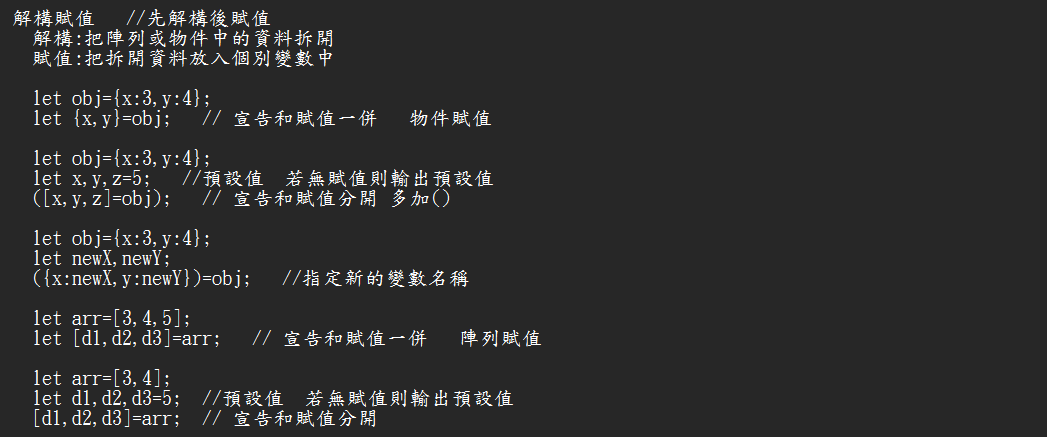 解構賦值   //先解構後賦值
  解構:把陣列或物件中的資料拆開
  賦值:把拆開資料放入個別變數中
  let obj={x:3,y:4};
  let {x,y}=obj;   // 宣告和賦值一併   物件賦值
  let obj={x:3,y:4};
  let x,y,z=5;   //預設值  若無賦值則輸出預設值
  ([x,y,z]=obj);   // 宣告和賦值分開 多加()
  let obj={x:3,y:4};
  let newX,newY;
  ({x:newX,y:newY})=obj;   //指定新的變數名稱
  let arr=[3,4,5];
  let [d1,d2,d3]=arr;   // 宣告和賦值一併   陣列賦值
  let arr=[3,4];
  let d1,d2,d3=5;  //預設值  若無賦值則輸出預設值
  [d1,d2,d3]=arr;  // 宣告和賦值分開